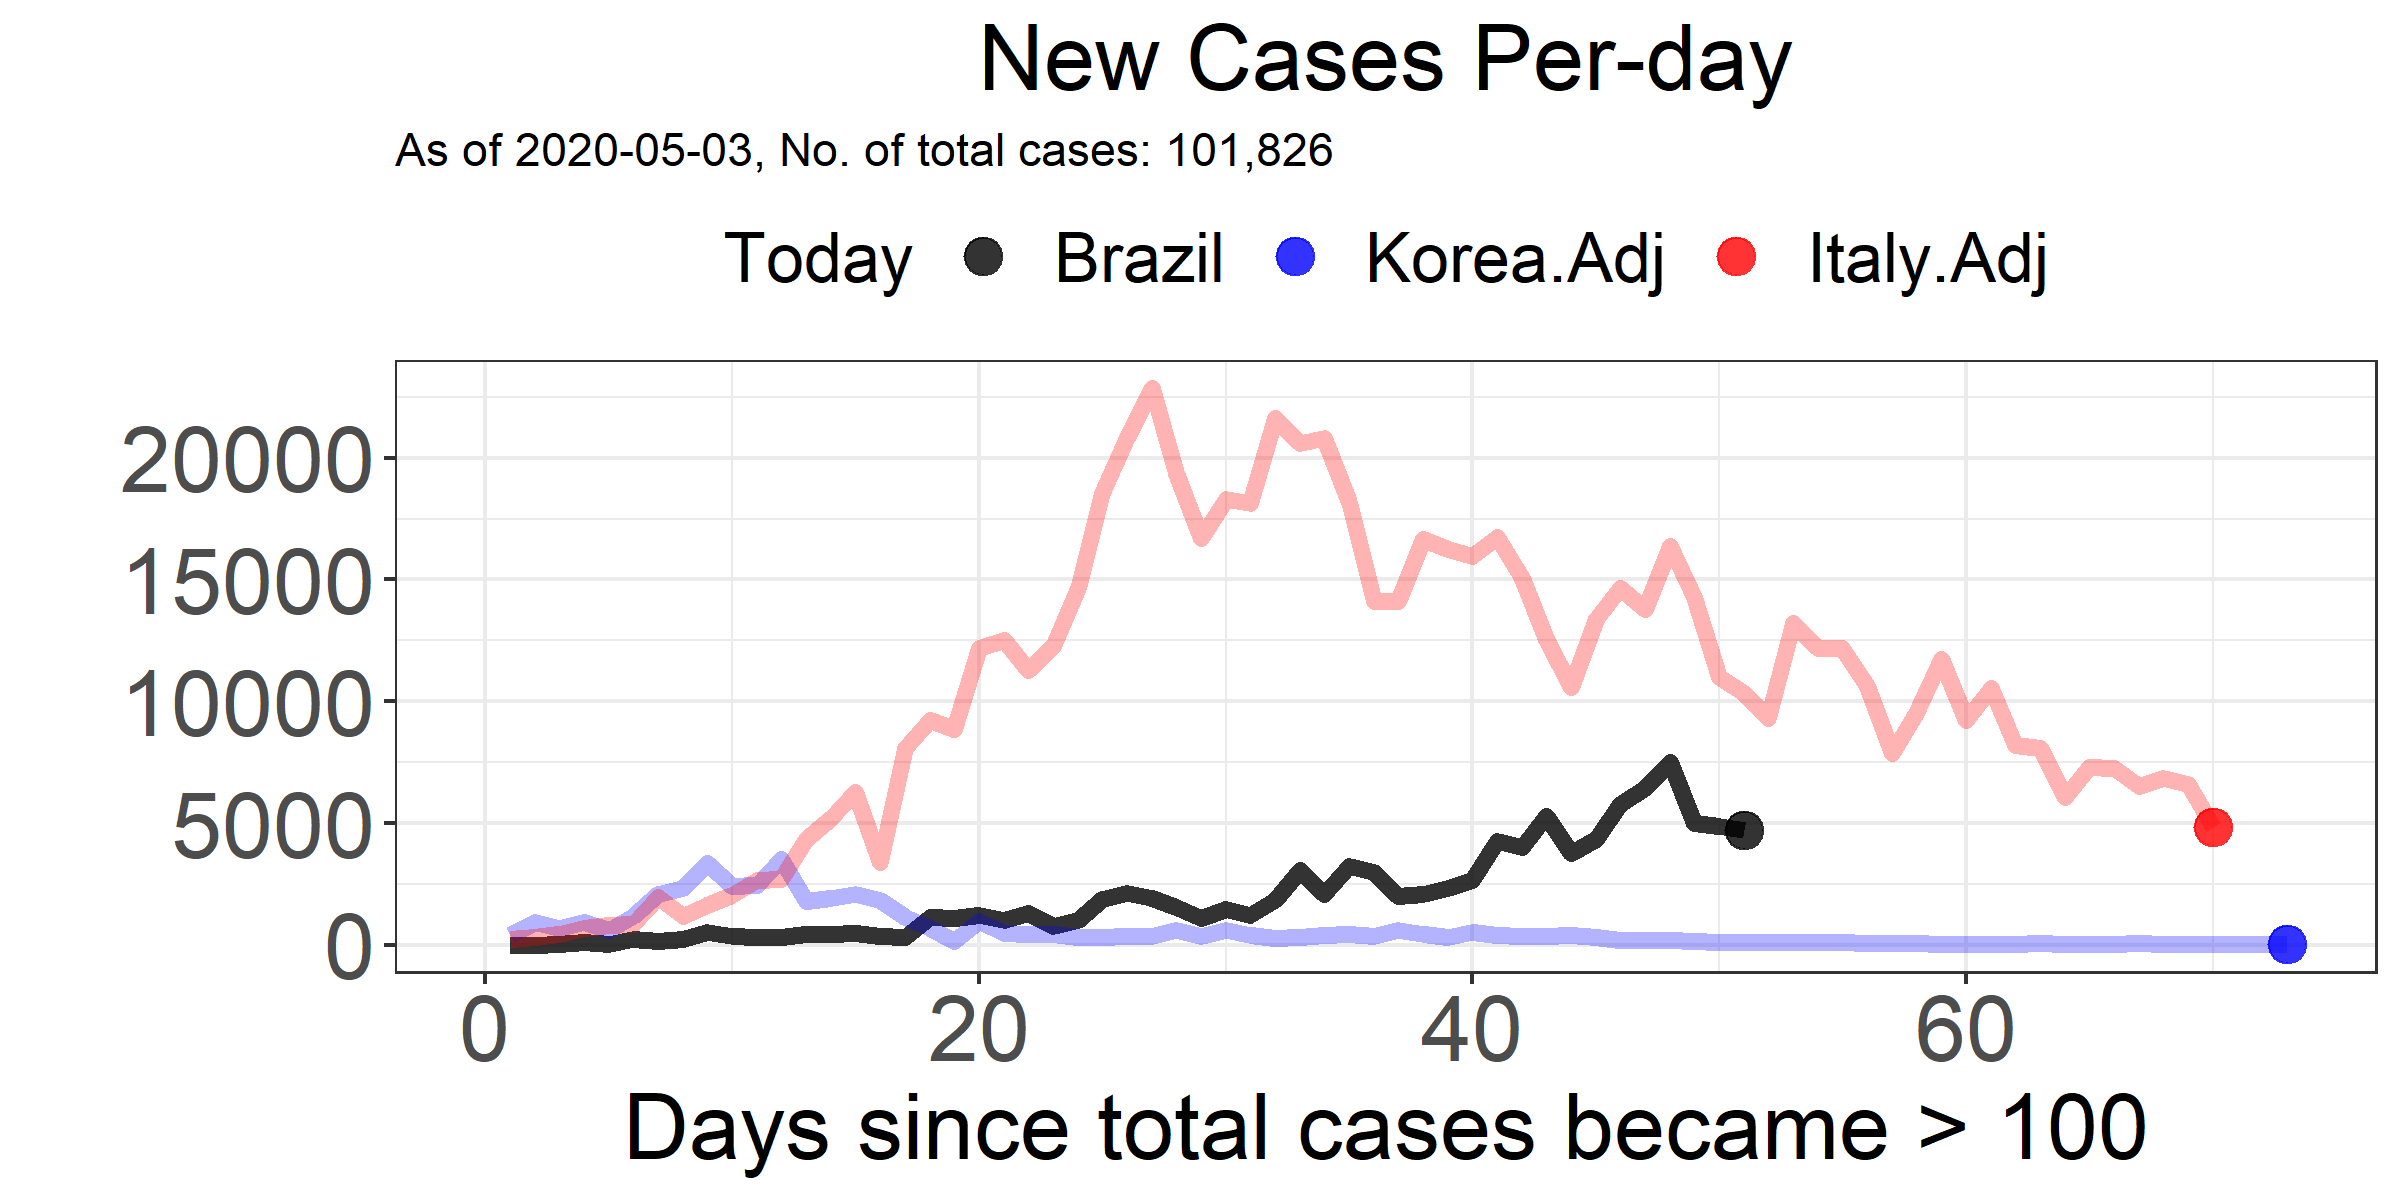 New Cases Per-day
As of 2020-05-03, No. of total cases: 101,826
Today Brazil Korea.Adj Italy.Adj
20000
15000
10000
5000
0
0 20 40 60
Days since total cases became > 100